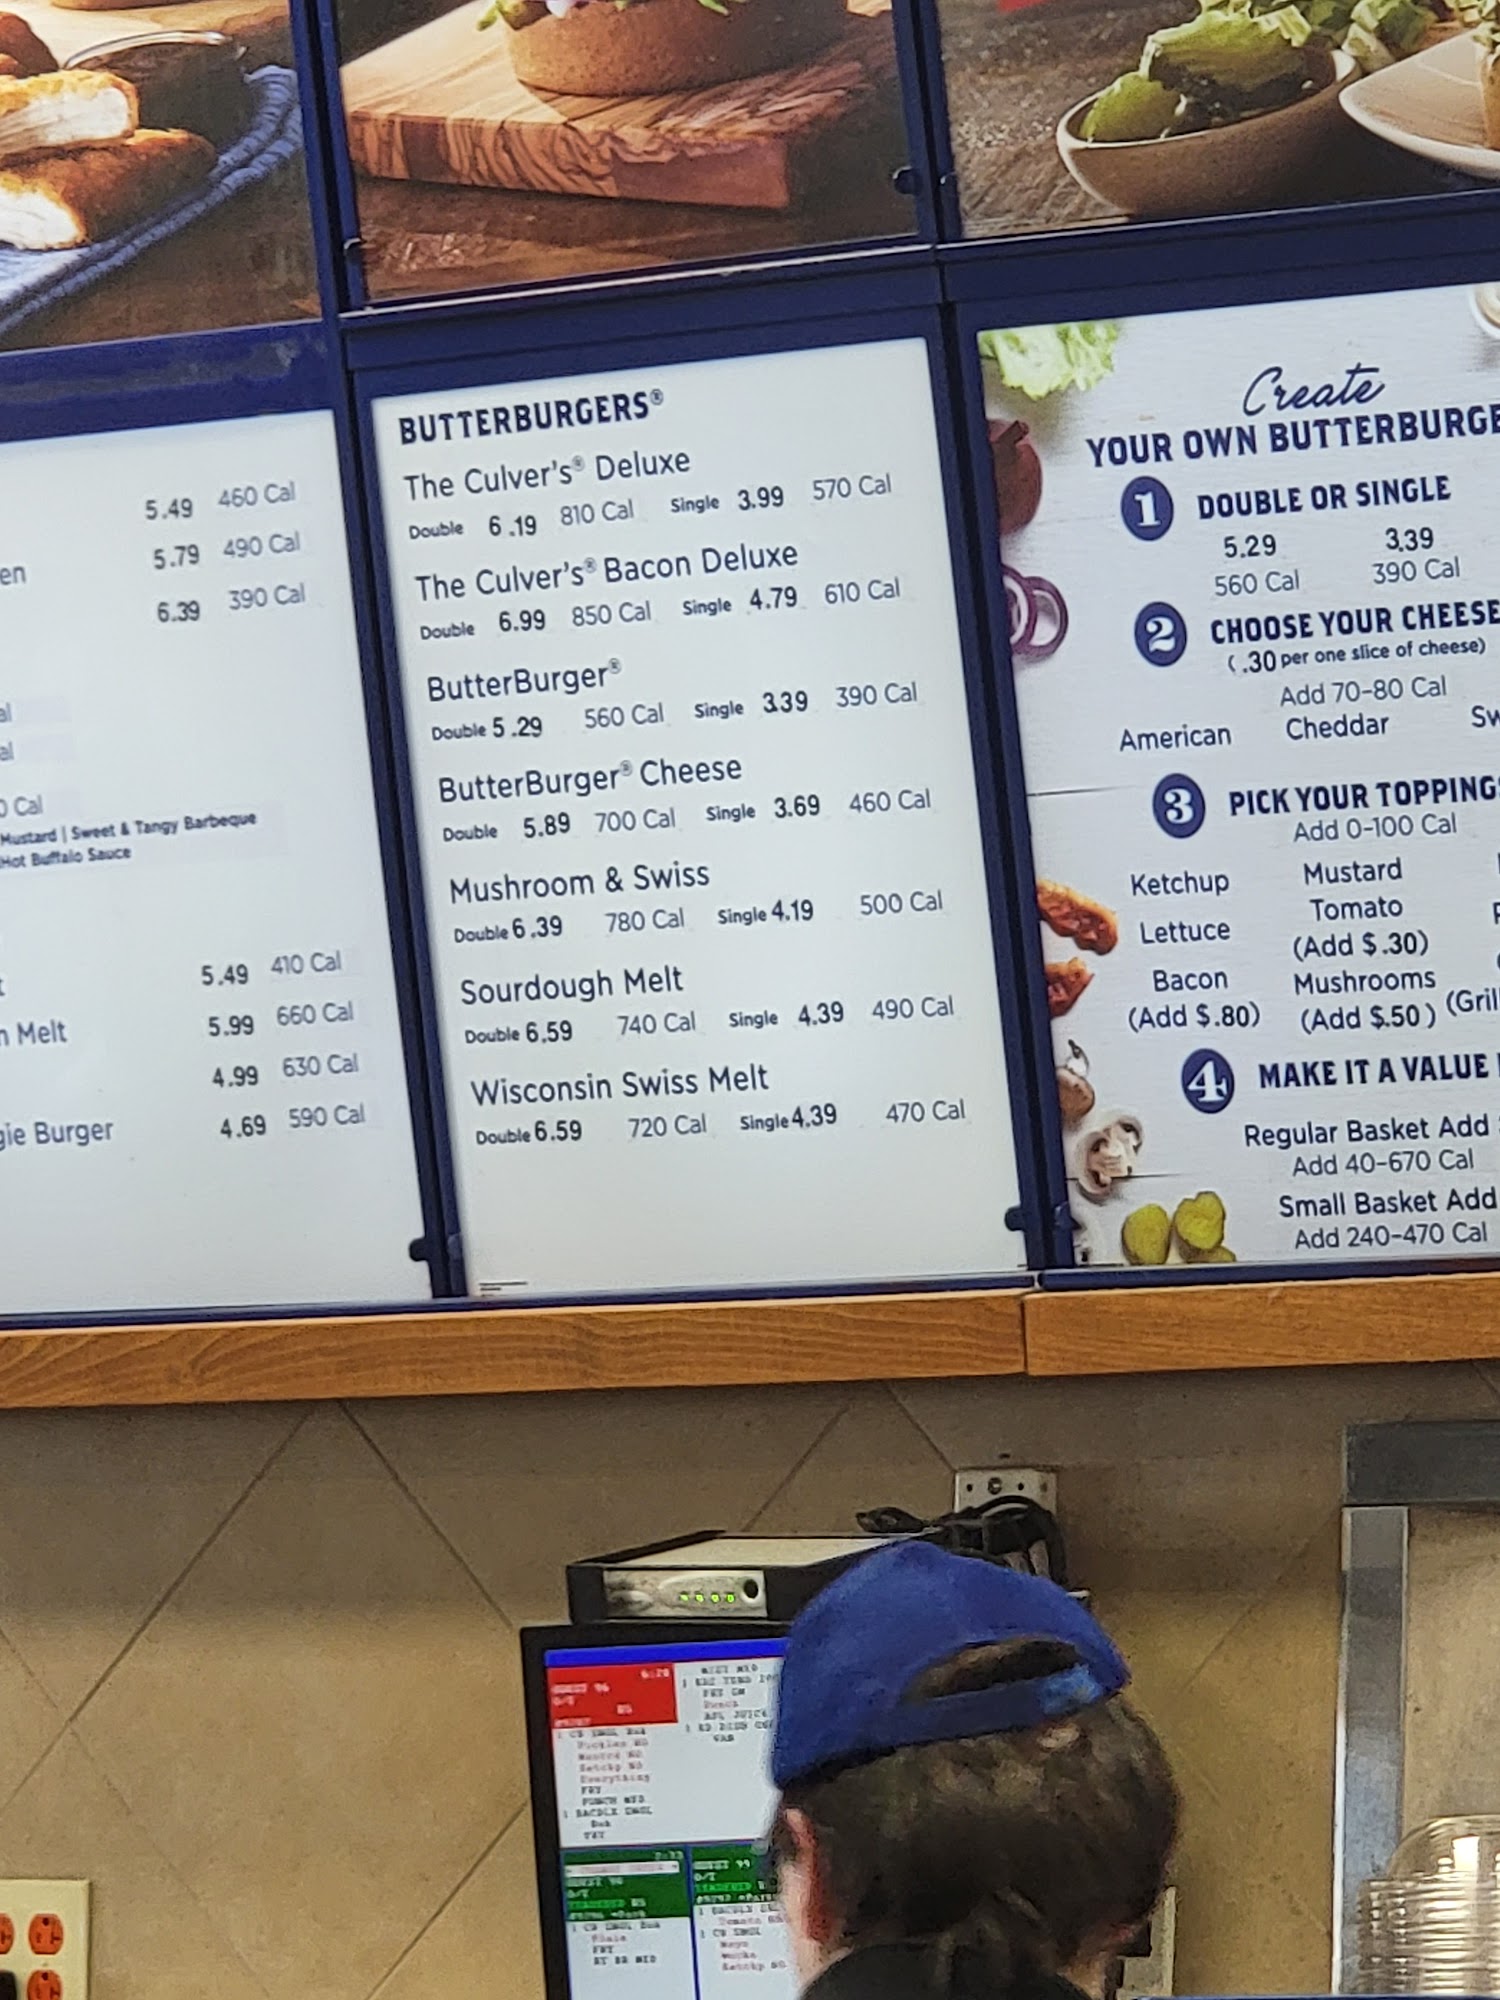 5.49 460 Cal
en 5.79 490 Cal
6.39 390 Cal
al
al
0 Cal
Mustard | Sweet & Tangy Barbeque
Hot Buffalo Sauce
t 5.49 410 Cal
n Melt 5.99 660 Cal
4.99 630 Cal
gie Burger 4.69 590 Cal
BUTTERBURGERS®
The Culver's® Deluxe
Double 6.19 810 Cal Single 3.99 570 Cal
The Culver's® Bacon Deluxe
Double 6.99 850 Cal Single 4.79 610 Cal
ButterBurger®
Double 5.29 560 Cal Single 3.39 390 Cal
ButterBurger® Cheese
Double 5.89 700 Cal Single 3.69 460 Cal
Mushroom & Swiss
Double 6.39 780 Cal Single 4.19 500 Cal
Sourdough Melt
Double 6.59 740 Cal Single 4.39 490 Cal
Wisconsin Swiss Melt
Double 6.59 720 Cal Single 4.39 470 Cal
Create
YOUR OWN BUTTERBURGE
1 DOUBLE OR SINGLE
5.29 3.39
560 Cal 390 Cal
2 CHOOSE YOUR CHEESE
(.30 per one slice of cheese)
Add 70-80 Cal
American Cheddar Sw
3 PICK YOUR TOPPINGS
Add 0-100 Cal
Ketchup Mustard
Lettuce Tomato
(Add $.30)
Bacon Mushrooms
(Add $.80) (Add $.50) (Gril
4 MAKE IT A VALUE
Regular Basket Add
Add 40-670 Cal
Small Basket Add
Add 240-470 Cal